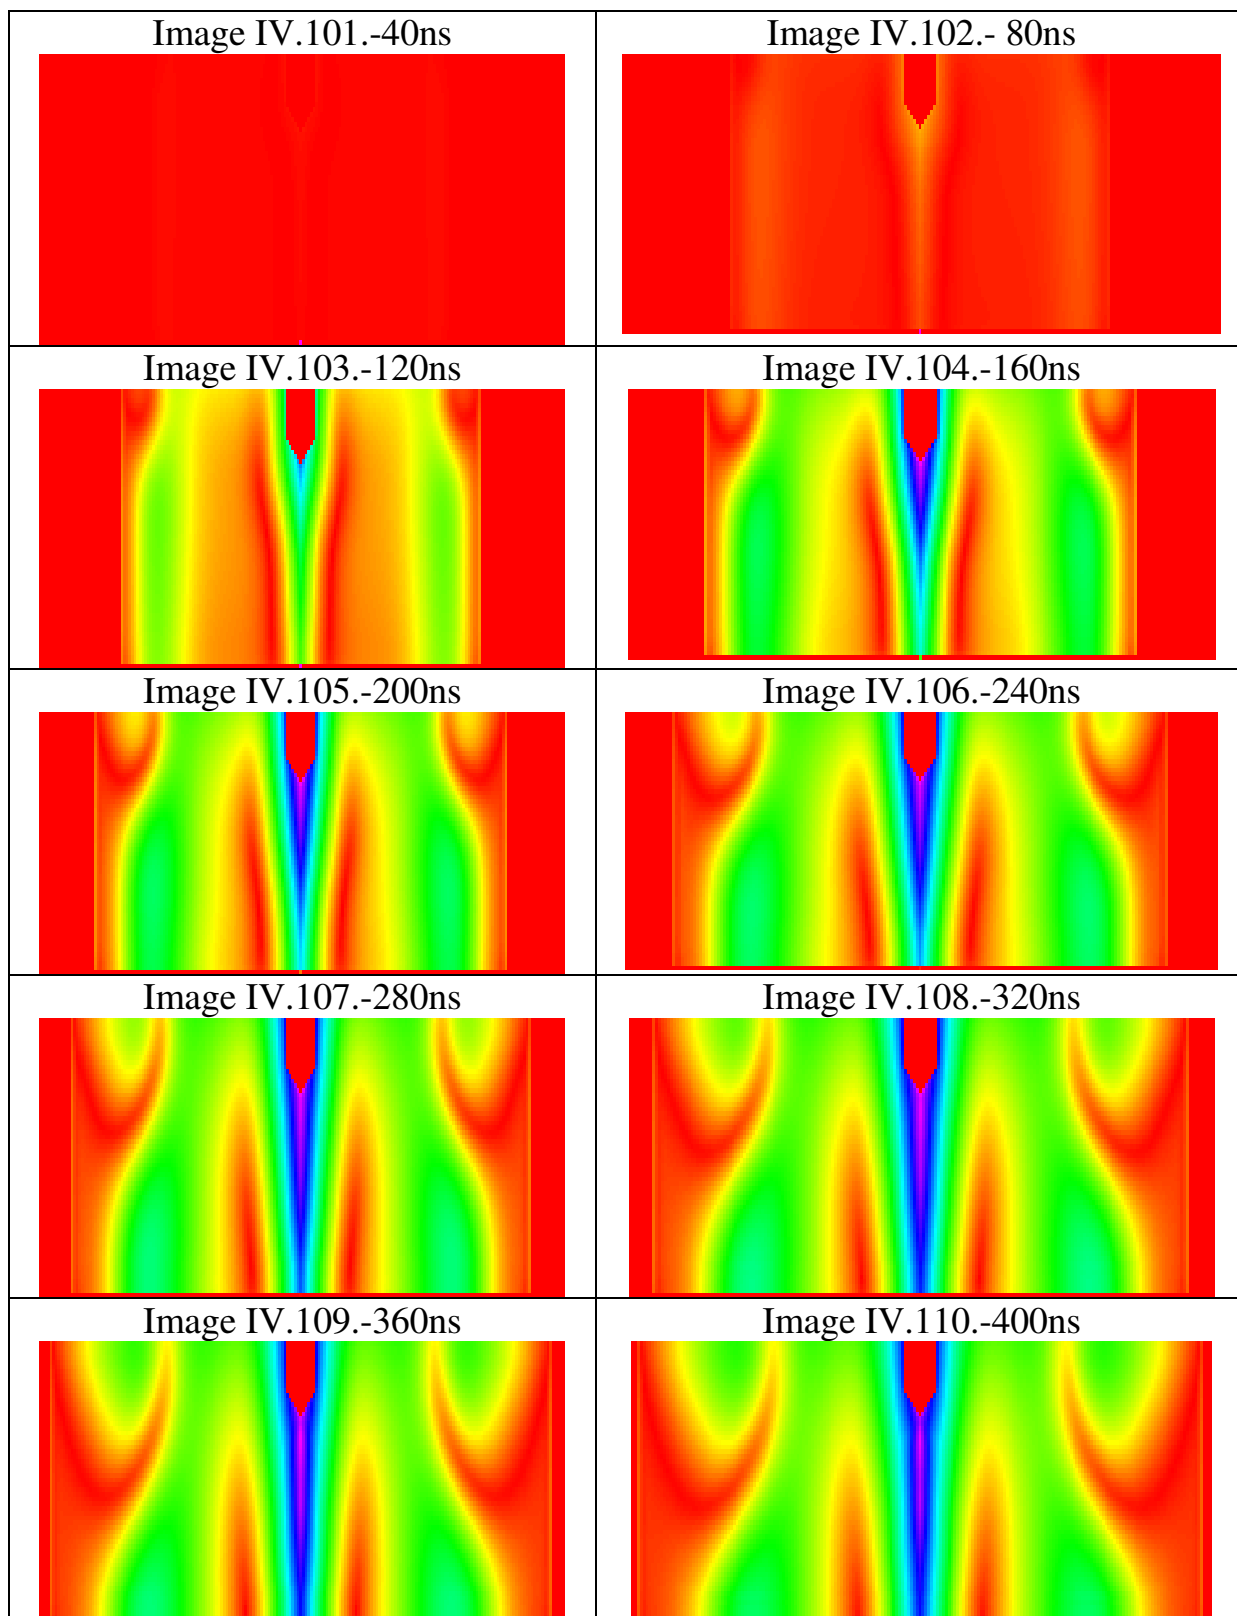 Image IV.101.-40ns
Image IV.102.- 80ns
Image IV.103.-120ns
Image IV.104.-160ns
Image IV.105.-200ns
Image IV.106.-240ns
Image IV.107.-280ns
Image IV.108.-320ns
Image IV.109.-360ns
Image IV.110.-400ns